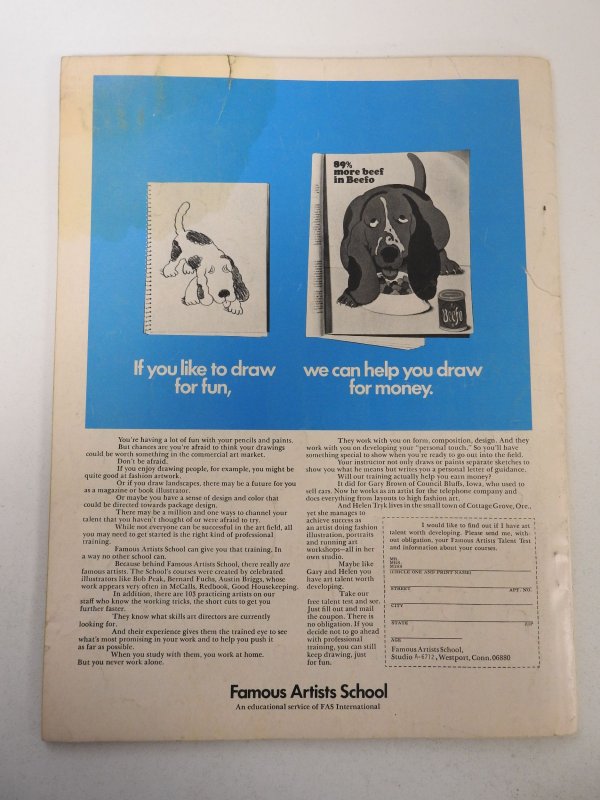 89%
more beef
in Beefo
Beefo
If you like to draw
for fun,
we can help you draw
for money.
You're having a lot of fun with your pencils and paints.
But chances are you're afraid to think your drawings
could be worth something in the commercial art market.
Don't be afraid.
If you enjoy drawing people, for example, you might be
quite good at fashion artwork.
Or if you draw landscapes, there may be a future for you
as a magazine or book illustrator.
Or maybe you have a sense of design and color that
could be directed towards package design.
There may be a million and one ways to channel your
talent that you haven't thought of or were afraid to try.
While not everyone can be successful in the art field, all
you may need to get started is the right kind of professional
training.
Famous Artists School can give you that training. In
a way no other school can.
Because behind Famous Artists School, there really are
famous artists. The School's courses were created by celebrated
illustrators like Bob Peak, Bernard Fuchs, Austin Briggs, whose
work appears very often in McCalls, Redbook, Good Housekeeping.
In addition, there are 103 practicing artists on our
staff who know the working tricks, the short cuts to get you
further faster.
They know what skills art directors are currently
looking for.
And their experience gives them the trained eye to see
what's most promising in your work and to help you push it
as far as possible.
When you study with them, you work at home.
But you never work alone.
They work with you on form, composition, design. And they
work with you on developing your "personal touch." So you'll have
something special to show when you're ready to go out into the field.
Your instructor not only draws or paints separate sketches to
show you what he means but writes you a personal letter of guidance.
Will our training actually help you earn money?
It did for Gary Brown of Council Bluffs, Iowa, who used to
sell cars. Now he works as an artist for the telephone company and
does everything from layouts to high fashion art.
And Helen Tryk lives in the small town of Cottage Grove, Ore.,
yet she manages to
achieve success as
an artist doing fashion
illustration, portraits
and running art
workshops—all in her
own studio.
Maybe like
Gary and Helen you
have art talent worth
developing.
Take our
free talent test and see.
Just fill out and mail
the coupon. There is
no obligation. If you
decide not to go ahead
with professional
training, you can still
keep drawing, just
for fun.
I would like to find out if I have art
talent worth developing. Please send me, with-
out obligation, your Famous Artists Talent Test
and information about your courses.
MR.
MRS.
MISS
(CIRCLE ONE AND PRINT NAME)
STREET APT. NO.
CITY
STATE ZIP
AGE
Famous Artists School,
Studio A-6712, Westport, Conn. 06880
Famous Artists School
An educational service of FAS International